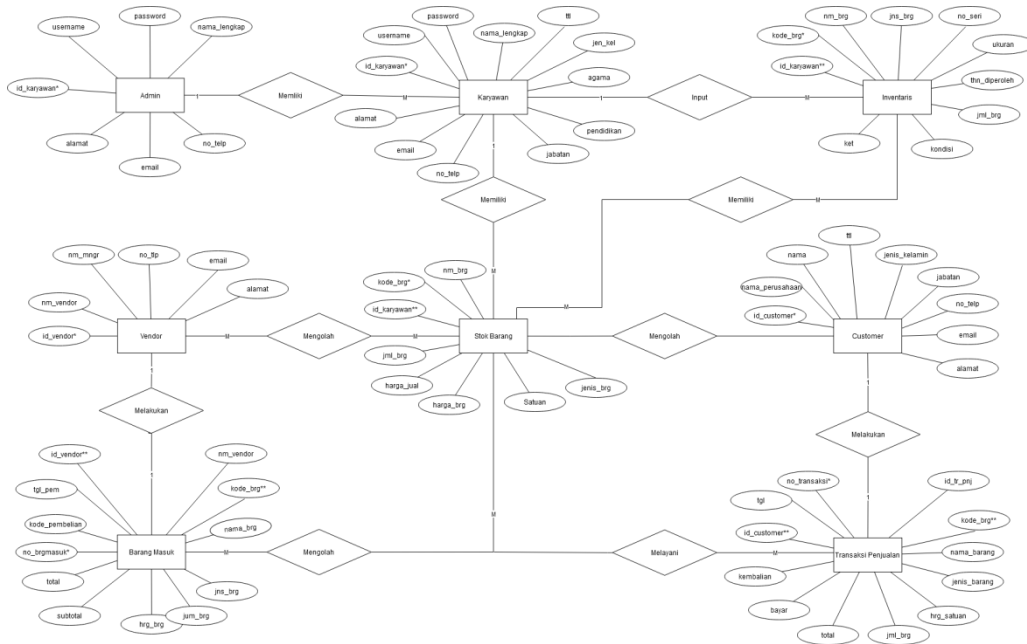 password
username
nama_lengkap
id_karyawan*
Admin
alamat
email
no_telp
1
Memliki
M
password
ttl
username
nama_lengkap
jen_kel
id_karyawan*
agama
Karyawan
alamat
pendidikan
email
jabatan
no_telp
1
Input
M
nm_brg
jns_brg
no_seri
kode_brg*
ukuran
id_karyawan**
thn_diperoleh
Inventaris
jml_brg
ket
kondisi
1
Memiliki
M
M
Memiliki
M
nm_mngr
no_tlp
email
nm_vendor
alamat
id_vendor*
Vendor
M
Mengolah
M
nm_brg
kode_brg*
id_karyawan**
Stok Barang
jml_brg
harga_jual
harga_brg
Satuan
jenis_brg
Mengolah
ttl
nama
jenis_kelamin
nama_perusahaan
jabatan
id_customer*
no_telp
Customer
email
alamat
1
Melakukan
1
1
Melakukan
1
id_vendor**
nm_vendor
tgl_pem
kode_brg**
kode_pembelian
nama_brg
no_brgmasuk*
Barang Masuk
total
jns_brg
subtotal
hrg_brg
jum_brg
M
Mengolah
M
Melayani
M
no_transaksi*
id_tr_pnj
tgl
kode_brg**
id_customer**
nama_barang
Transaksi Penjualan
kembalian
jenis_barang
bayar
hrg_satuan
total
jml_brg